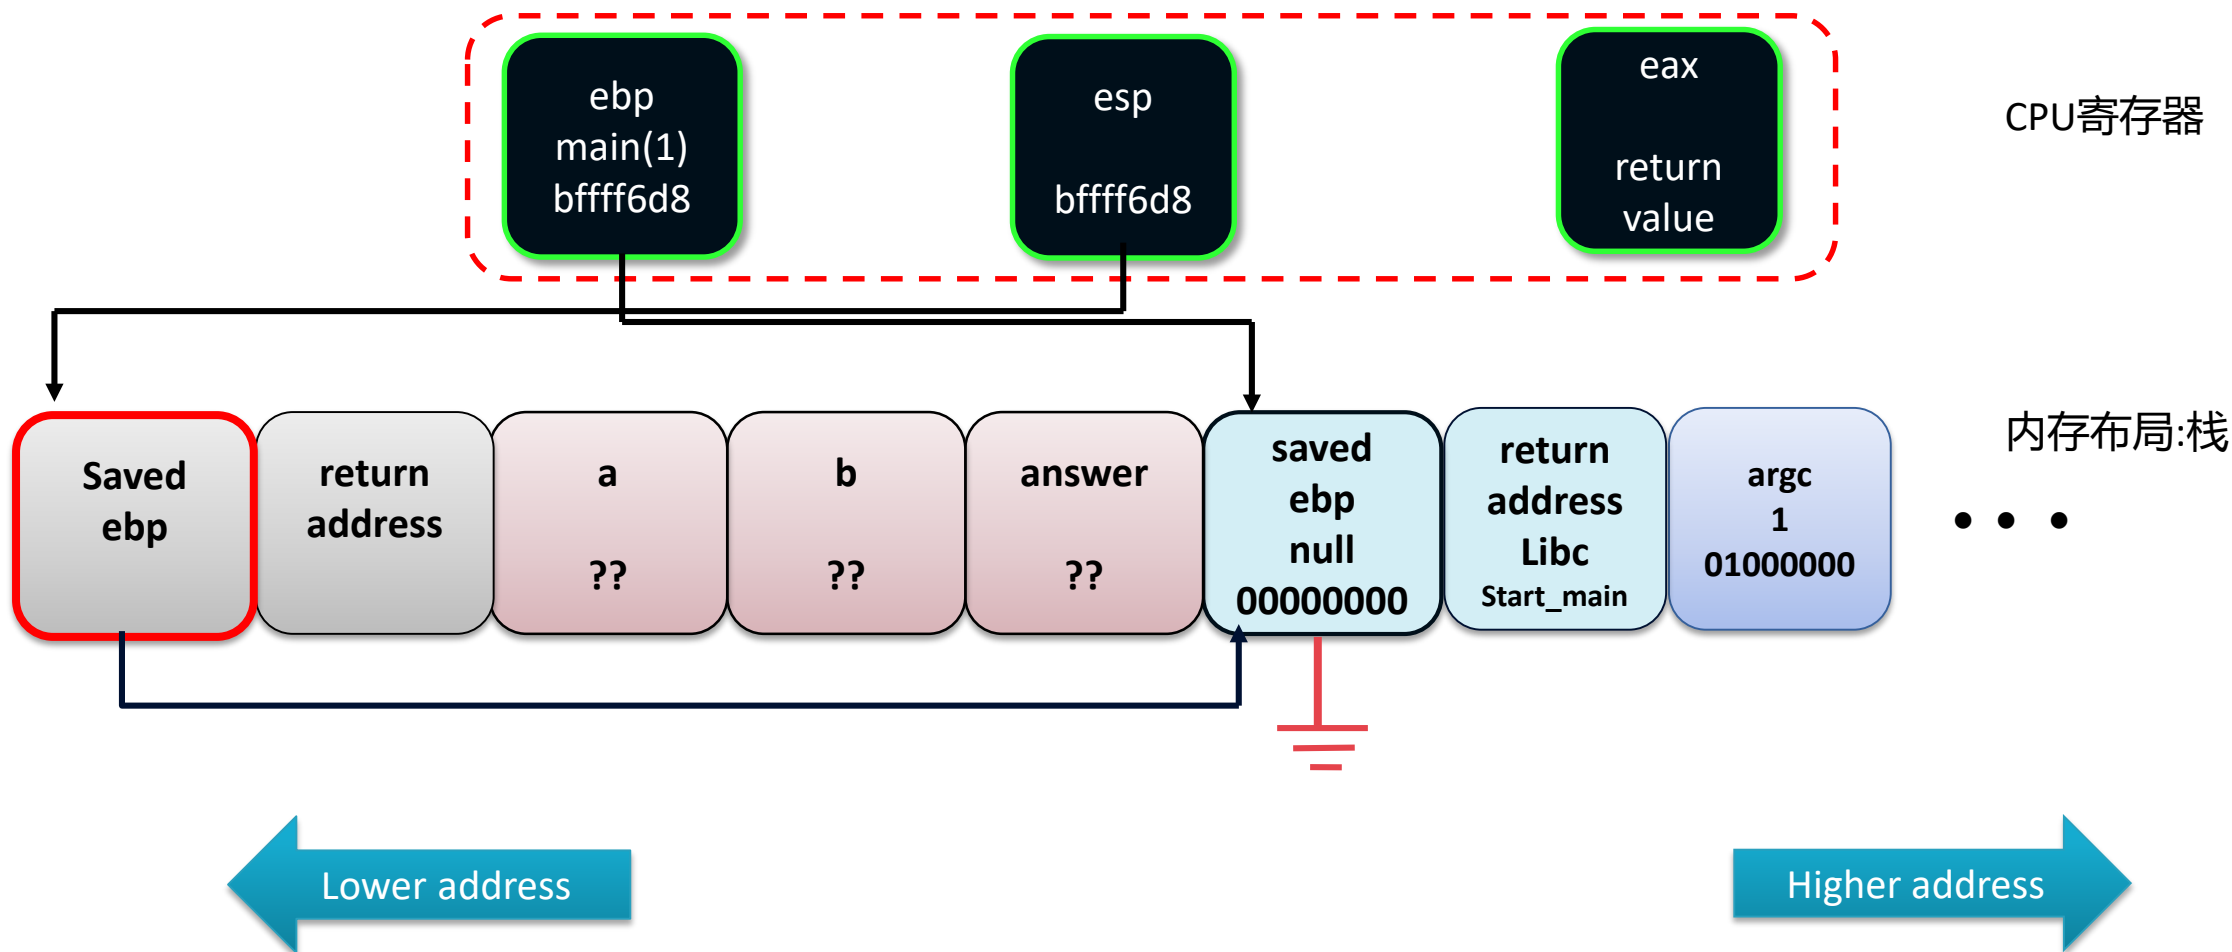 ebp
main(1)
bffff6d8
esp
bffff6d8
eax
return
value
CPU寄存器
Saved
ebp
return
address
a
??
b
??
answer
??
saved
ebp
null
00000000
return
address
Libc
Start_main
argc
1
01000000
内存布局:栈
Lower address
Higher address